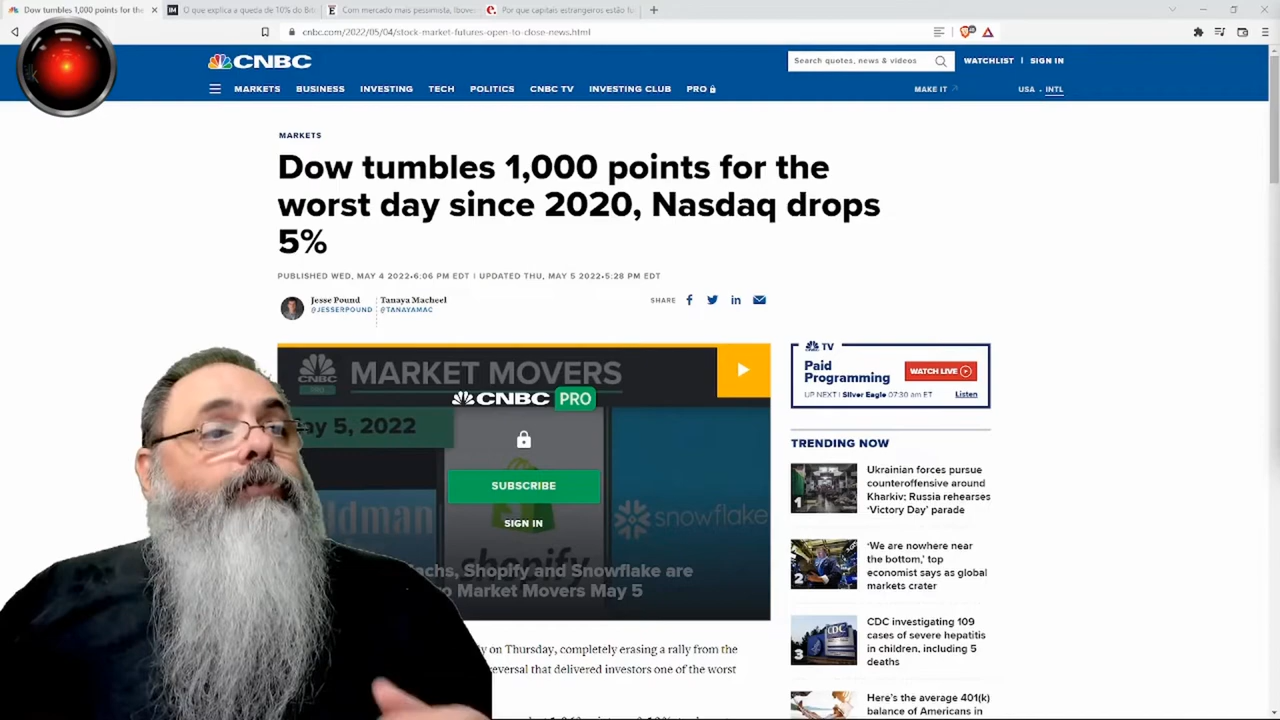 Dow tumbles 1,000 points for the
O que explica a queda de 10% do Bit
Com mercado mais pessimista, Ibove
Por que capitais estrangeiros estão fu
cnbc.com/2022/05/04/stock-market-futures-open-to-close-news.html
CNBC
Search quotes, news & videos
WATCHLIST
SIGN IN
MARKETS
BUSINESS
INVESTING
TECH
POLITICS
CNBC TV
INVESTING CLUB
PRO
MAKE IT
USA
INTL
MARKETS
Dow tumbles 1,000 points for the
worst day since 2020, Nasdaq drops
5%
PUBLISHED WED, MAY 4 2022•6:06 PM EDT | UPDATED THU, MAY 5 2022•5:28 PM EDT
Jesse Pound
@JESSERPOUND
Tanaya Macheel
@TANAYAMAC
SHARE
CNBC PRO
MARKET MOVERS
CNBC PRO
ay 5, 2022
SUBSCRIBE
SIGN IN
ldman
shopify
snowflake
achs, Shopify and Snowflake are
Market Movers May 5
on Thursday, completely erasing a rally from the
reversal that delivered investors one of the worst
TV
Paid
Programming
WATCH LIVE
UP NEXT | Silver Eagle 07:30 am ET
Listen
TRENDING NOW
1
Ukrainian forces pursue
counteroffensive around
Kharkiv; Russia rehearses
‘Victory Day’ parade
2
‘We are nowhere near
the bottom,’ top
economist says as global
markets crater
3
CDC investigating 109
cases of severe hepatitis
in children, including 5
deaths
Here’s the average 401(k)
balance of Americans in